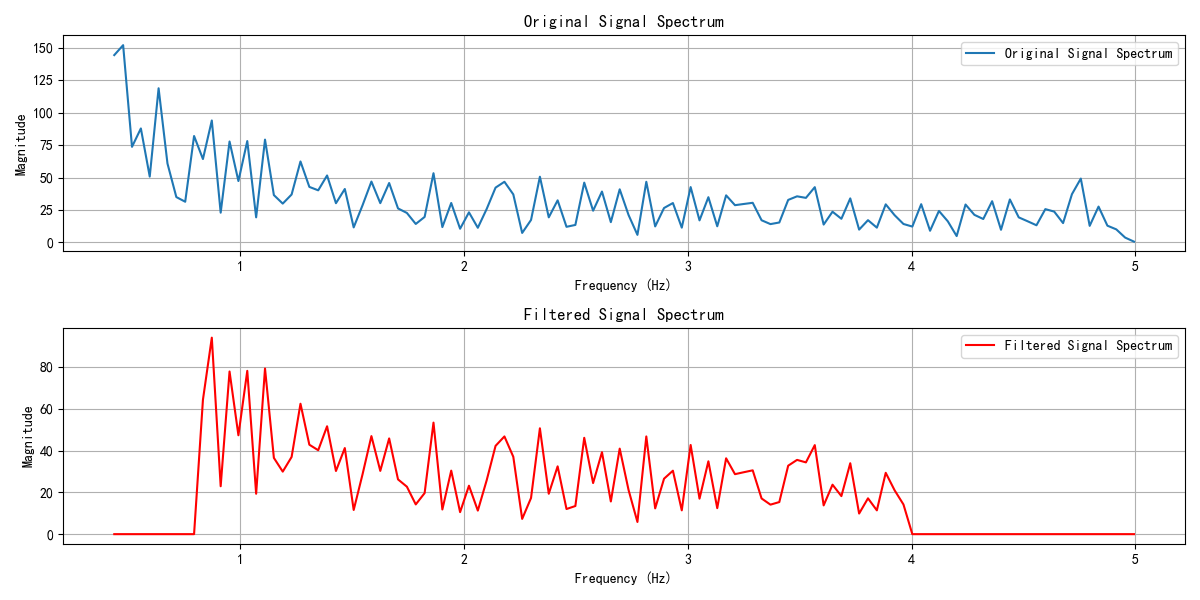 Original Signal Spectrum
Original Signal Spectrum
Magnitude
150
125
100
75
50
25
0
1
2
3
4
5
Frequency (Hz)
Filtered Signal Spectrum
Filtered Signal Spectrum
Magnitude
80
60
40
20
0
1
2
3
4
5
Frequency (Hz)